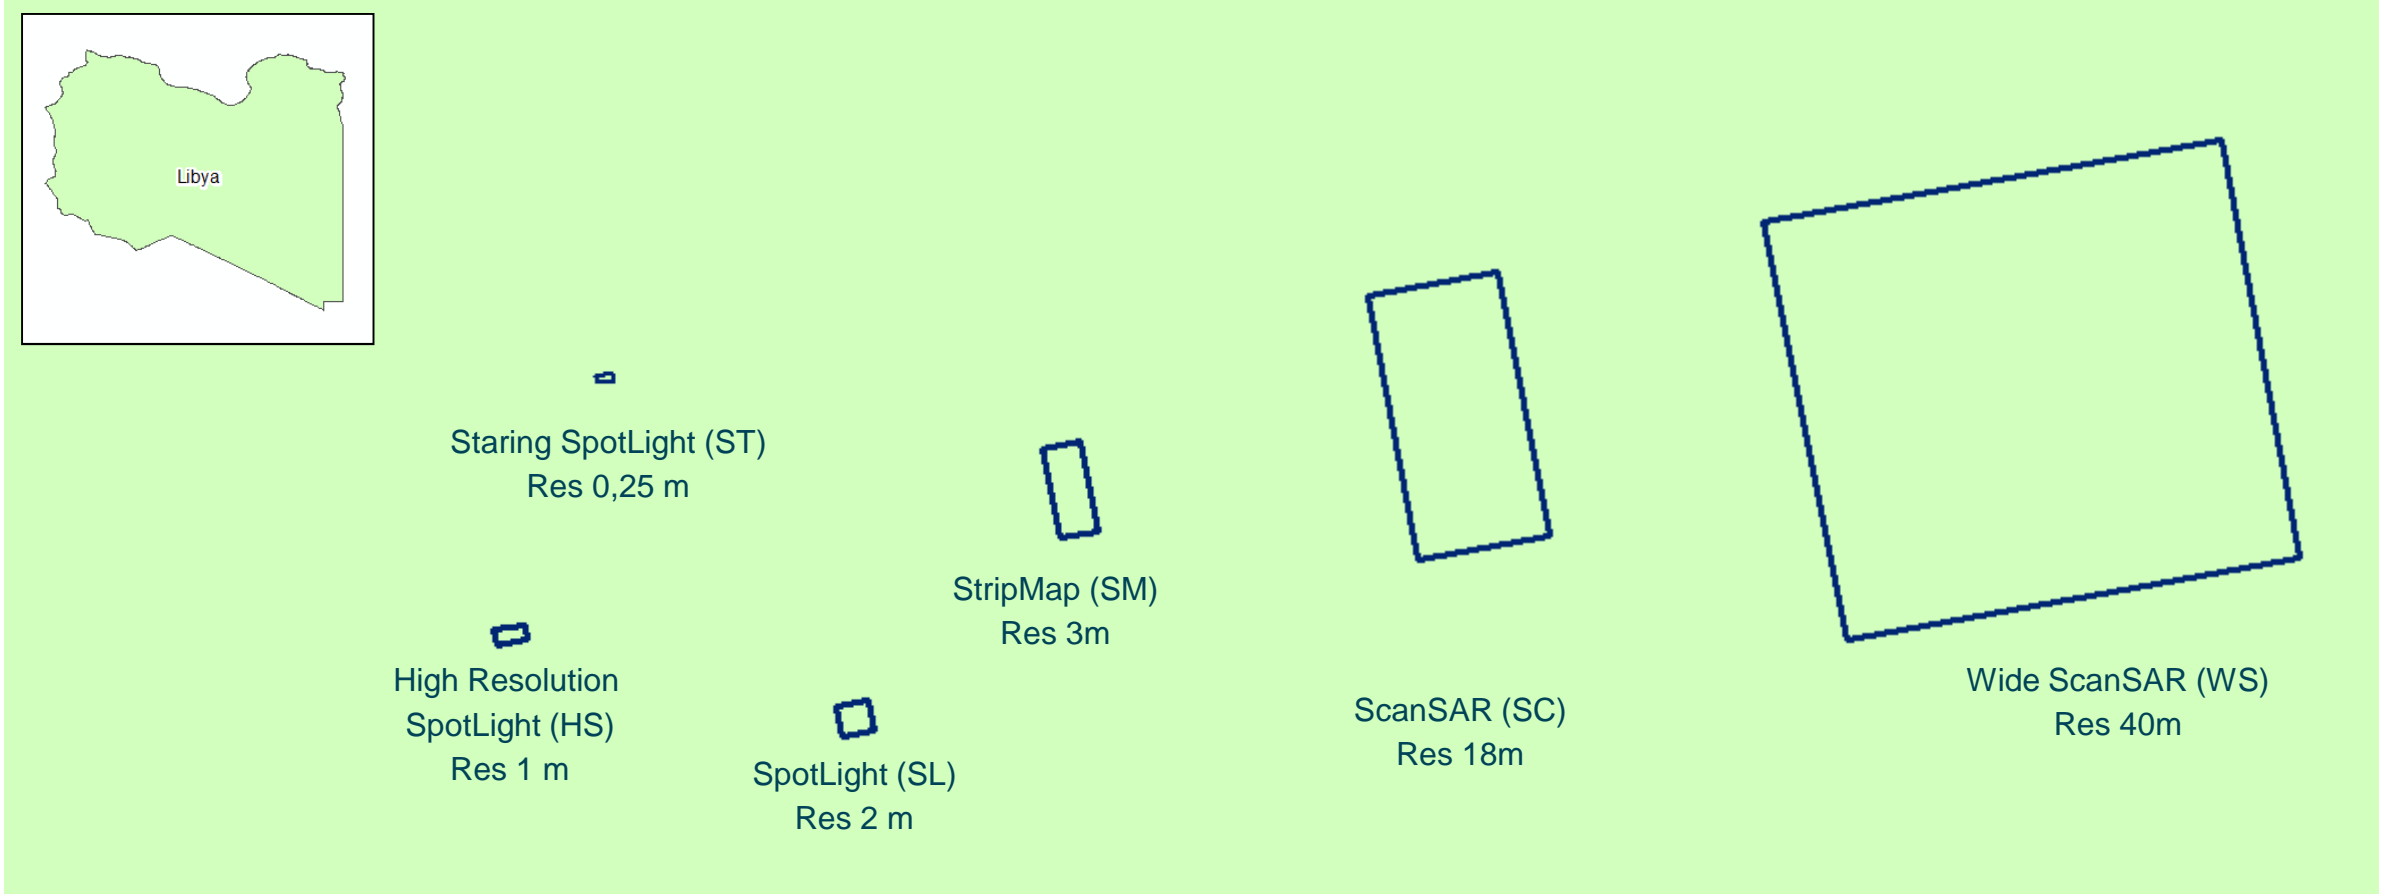 Libya
Staring SpotLight (ST)
Res 0,25 m
High Resolution
SpotLight (HS)
Res 1 m
SpotLight (SL)
Res 2 m
StripMap (SM)
Res 3m
ScanSAR (SC)
Res 18m
Wide ScanSAR (WS)
Res 40m